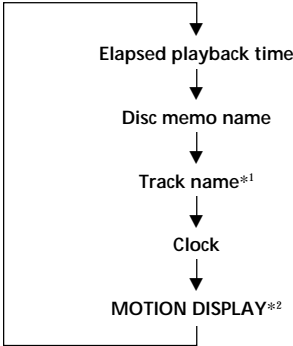 Elapsed playback time
Disc memo name
Track name*1
Clock
MOTION DISPLAY*2